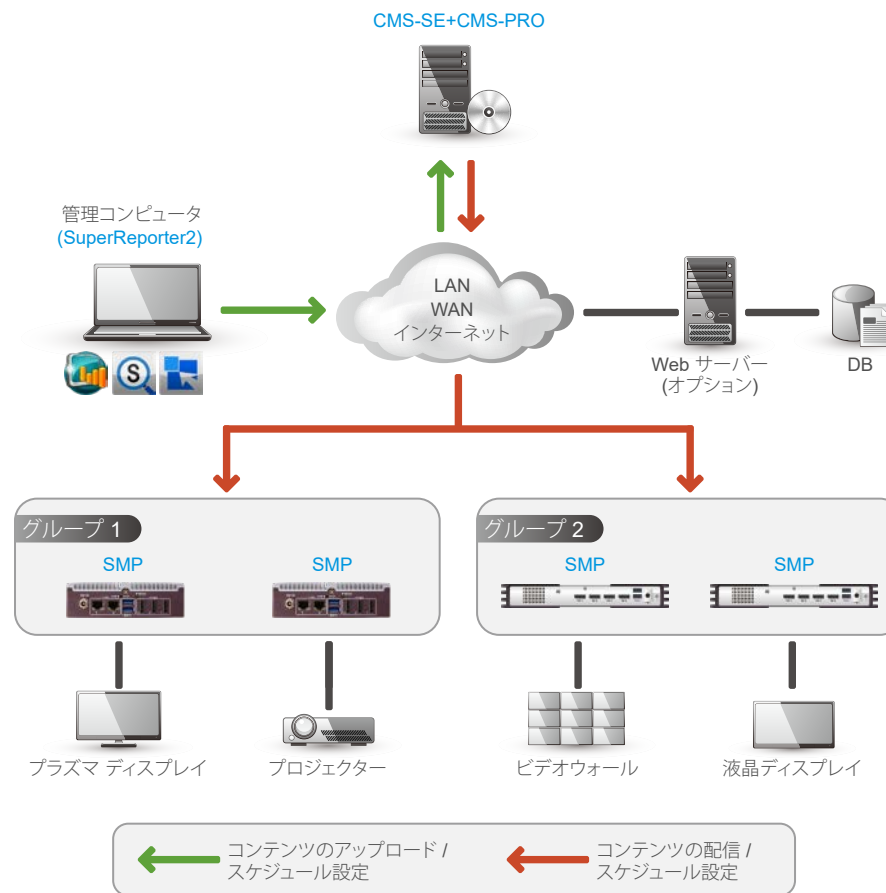 CMS-SE+CMS-PRO
管理コンピュータ
(SuperReporter2)
LAN
WAN
インターネット
S
Web サーバー
(オプション)
DB
グループ 1
SMP
SMP
グループ 2
SMP
SMP
プラズマ ディスプレイ
プロジェクター
ビデオウォール
液晶ディスプレイ
コンテンツのアップロード /
スケジュール設定
コンテンツの配信 /
スケジュール設定